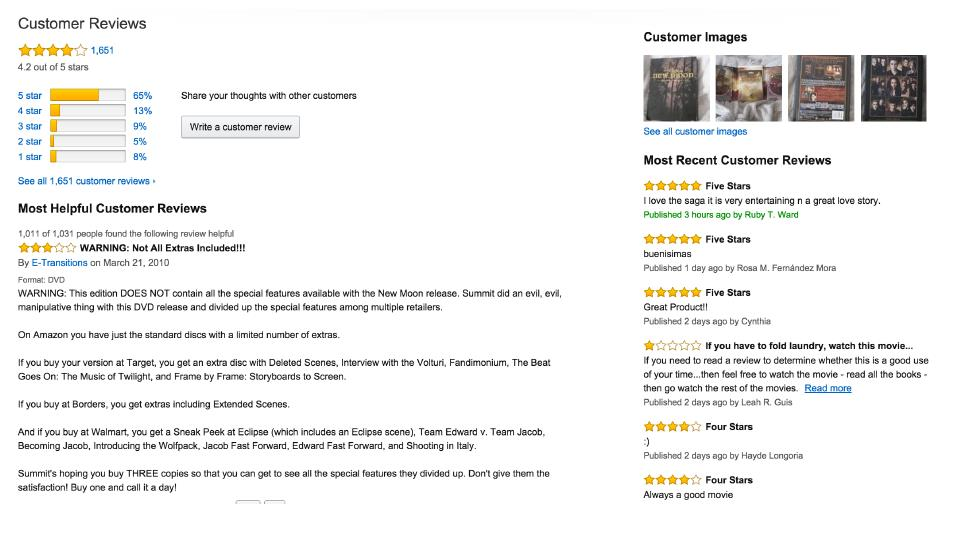 Customer Reviews
1,651
4.2 out of 5 stars
5 star 65%
4 star 13%
3 star 9%
2 star 5%
1 star 8%
Share your thoughts with other customers
Write a customer review
See all 1,651 customer reviews ›
Most Helpful Customer Reviews
1,011 of 1,031 people found the following review helpful
WARNING: Not All Extras Included!!!
By E-Transitions on March 21, 2010
Format: DVD
WARNING: This edition DOES NOT contain all the special features available with the New Moon release. Summit did an evil, evil,
manipulative thing with this DVD release and divided up the special features among multiple retailers.
On Amazon you have just the standard discs with a limited number of extras.
If you buy your version at Target, you get an extra disc with Deleted Scenes, Interview with the Volturi, Fandimonium, The Beat
Goes On: The Music of Twilight, and Frame by Frame: Storyboards to Screen.
If you buy at Borders, you get extras including Extended Scenes.
And if you buy at Walmart, you get a Sneak Peek at Eclipse (which includes an Eclipse scene), Team Edward v. Team Jacob,
Becoming Jacob, Introducing the Wolfpack, Jacob Fast Forward, Edward Fast Forward, and Shooting in Italy.
Summit's hoping you buy THREE copies so that you can get to see all the special features they divided up. Don't give them the
satisfaction! Buy one and call it a day!
Customer Images
new moon
See all customer images
Most Recent Customer Reviews
Five Stars
I love the saga it is very entertaining n a great love story.
Published 3 hours ago by Ruby T. Ward
Five Stars
buenisimas
Published 1 day ago by Rosa M. Fernández Mora
Five Stars
Great Product!!
Published 2 days ago by Cynthia
If you have to fold laundry, watch this movie...
If you need to read a review to determine whether this is a good use
of your time...then feel free to watch the movie - read all the books -
then go watch the rest of the movies. Read more
Published 2 days ago by Leah R. Guis
Four Stars
:)
Published 2 days ago by Hayde Longoria
Four Stars
Always a good movie